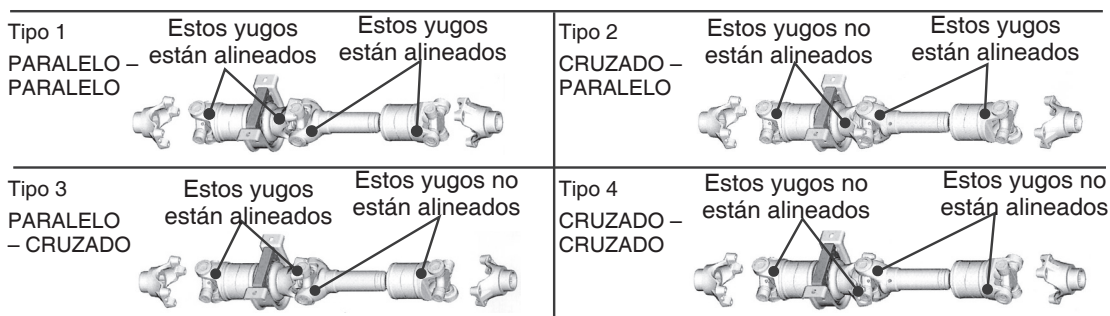 Tipo 1
PARALELO –
PARALELO
Estos yugos
están alineados
Estos yugos
están alineados
Tipo 2
CRUZADO –
PARALELO
Estos yugos no
están alineados
Estos yugos
están alineados
Tipo 3
PARALELO
– CRUZADO
Estos yugos
están alineados
Estos yugos no
están alineados
Tipo 4
CRUZADO –
CRUZADO
Estos yugos no
están alineados
Estos yugos no
están alineados